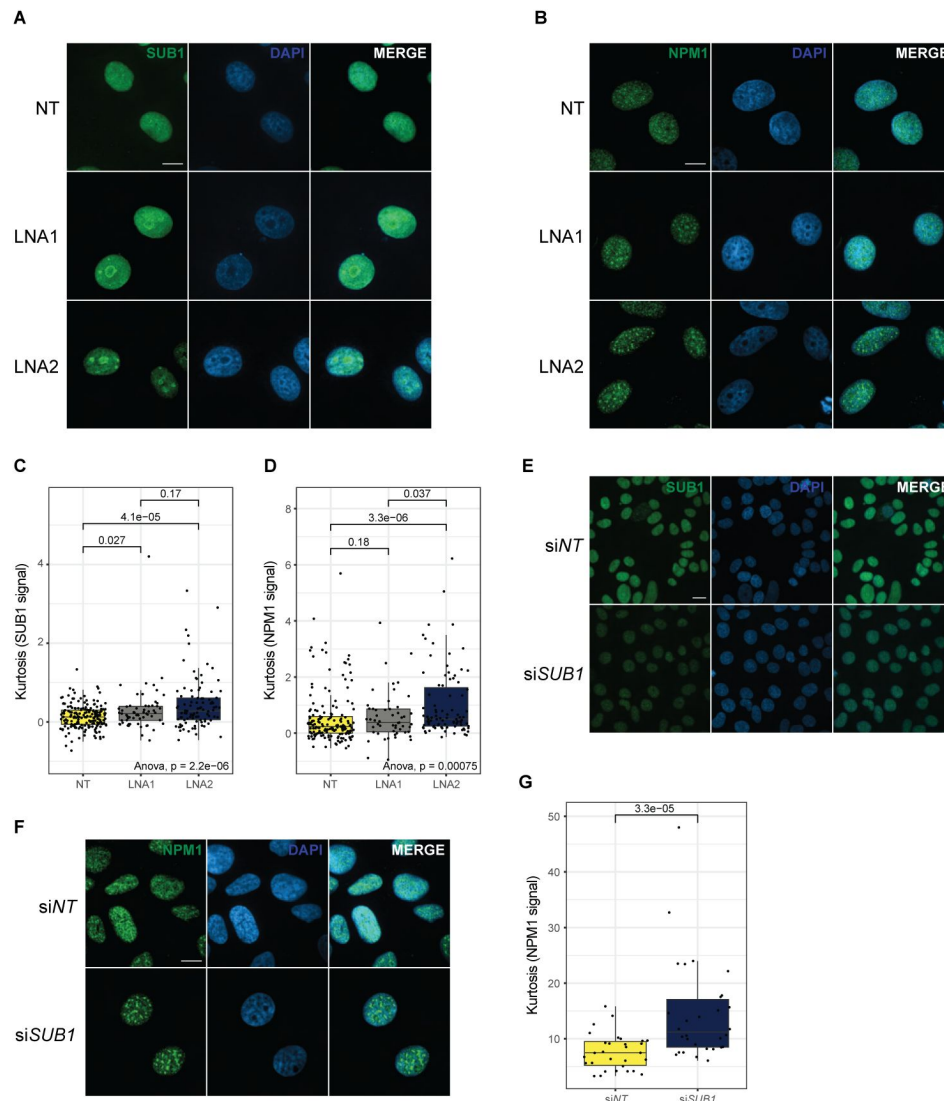 A
SUB1 DAPI MERGE
NT
LNA1
LNA2
B
NPM1 DAPI MERGE
NT
LNA1
LNA2
C
0.17
4.1e−05
0.027
Kurtosis (SUB1 signal)
4
2
0
Anova, p = 2.2e−06
NT LNA1 LNA2
D
0.037
3.3e−06
0.18
Kurtosis (NPM1 signal)
8
6
4
2
0
Anova, p = 0.00075
NT LNA1 LNA2
E
SUB1 DAPI MERGE
siNT
siSUB1
F
NPM1 DAPI MERGE
siNT
siSUB1
G
3.3e−05
Kurtosis (NPM1 signal)
50
40
30
20
10
siNT siSUB1